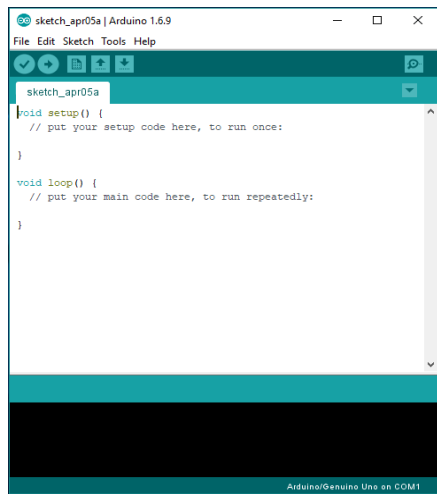 sketch_apr05a | Arduino 1.6.9
File Edit Sketch Tools Help
sketch_apr05a
void setup() {
// put your setup code here, to run once:
}
void loop() {
// put your main code here, to run repeatedly:
}
Arduino/Genuino Uno on COM1